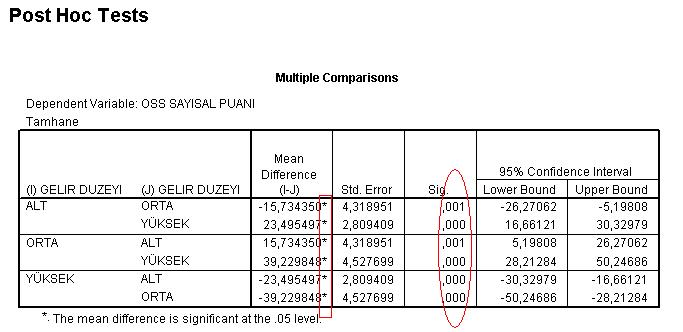 Post Hoc Tests
Multiple Comparisons
Dependent Variable: OSS SAYISAL PUANI
Tamhane
(I) GELIR DUZEYI (J) GELIR DUZEYI Mean Difference (I-J) Std. Error Sig. 95% Confidence Interval Lower Bound Upper Bound
ALT ORTA -15,734350* 4,318951 ,001 -26,27062 -5,19808
YÜKSEK 23,495497* 2,809409 ,000 16,66121 30,32979
ORTA ALT 15,734350* 4,318951 ,001 5,19808 26,27062
YÜKSEK 39,229848* 4,527699 ,000 28,21284 50,24686
YÜKSEK ALT -23,495497* 2,809409 ,000 -30,32979 -16,66121
ORTA -39,229848* 4,527699 ,000 -50,24686 -28,21284
*. The mean difference is significant at the .05 level.